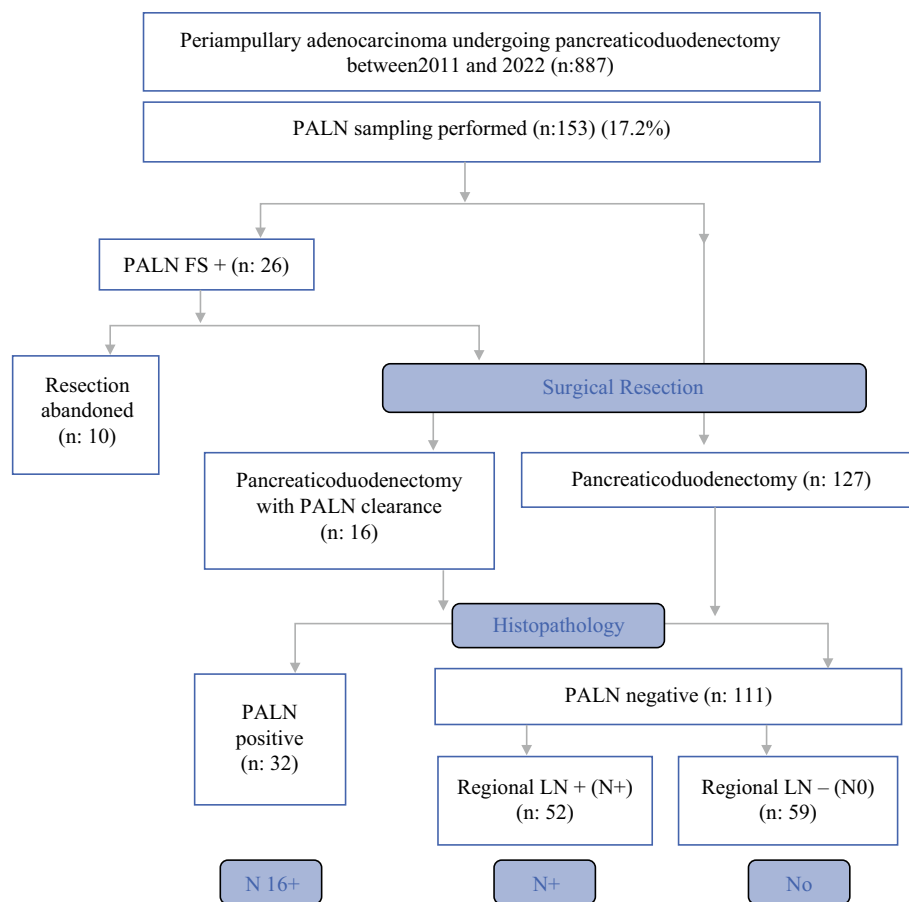 Periampullary adenocarcinoma undergoing pancreaticoduodenectomy
between2011 and 2022 (n:887)
PALN sampling performed (n:153) (17.2%)
PALN FS + (n: 26)
Resection
abandoned
(n: 10)
Surgical Resection
Pancreaticoduodenectomy
with PALN clearance
(n: 16)
Pancreaticoduodenectomy (n: 127)
Histopathology
PALN
positive
(n: 32)
PALN negative (n: 111)
Regional LN + (N+)
(n: 52)
Regional LN – (N0)
(n: 59)
N 16+
N+
No